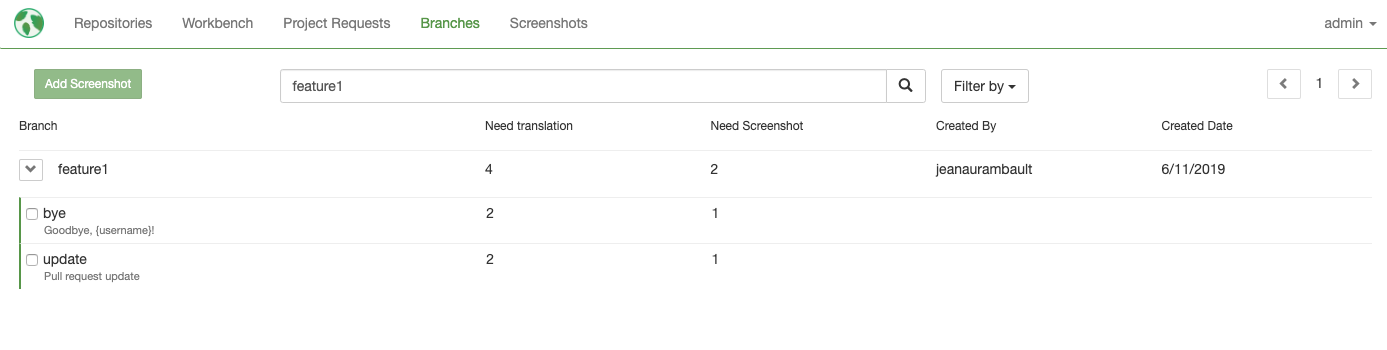 Repositories Workbench Project Requests Branches Screenshots admin
Add Screenshot feature1 Filter by 1
Branch Need translation Need Screenshot Created By Created Date
feature1 4 2 jeanaurambault 6/11/2019
bye 2 1
Goodbye, {username}!
update 2 1
Pull request update